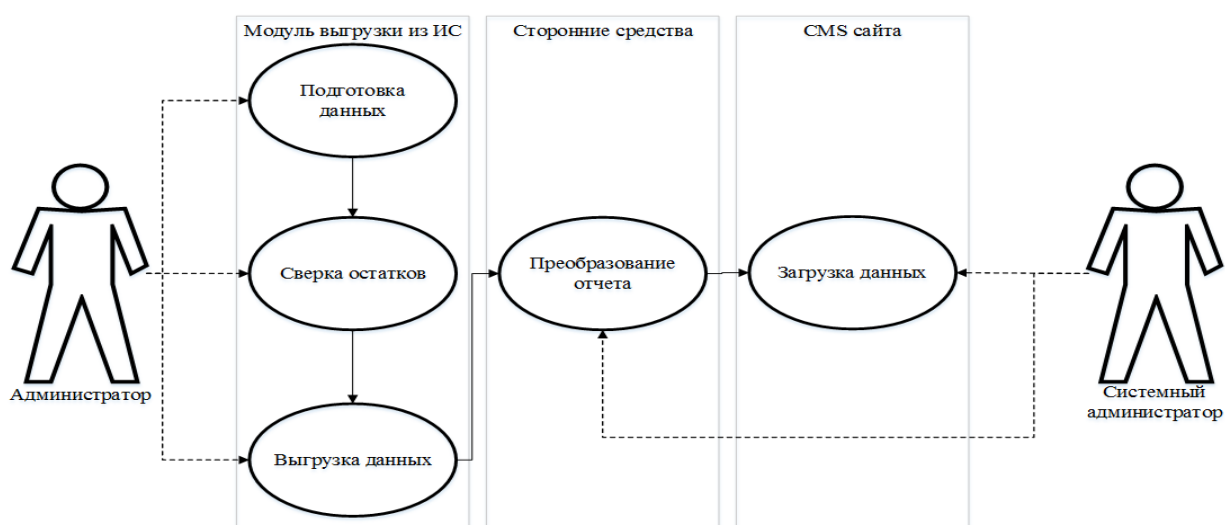 Модуль выгрузки из ИС
Сторонние средства
CMS сайта
Подготовка
данных
Сверка остатков
Преобразование
отчета
Загрузка данных
Администратор
Системный
администратор
Выгрузка данных